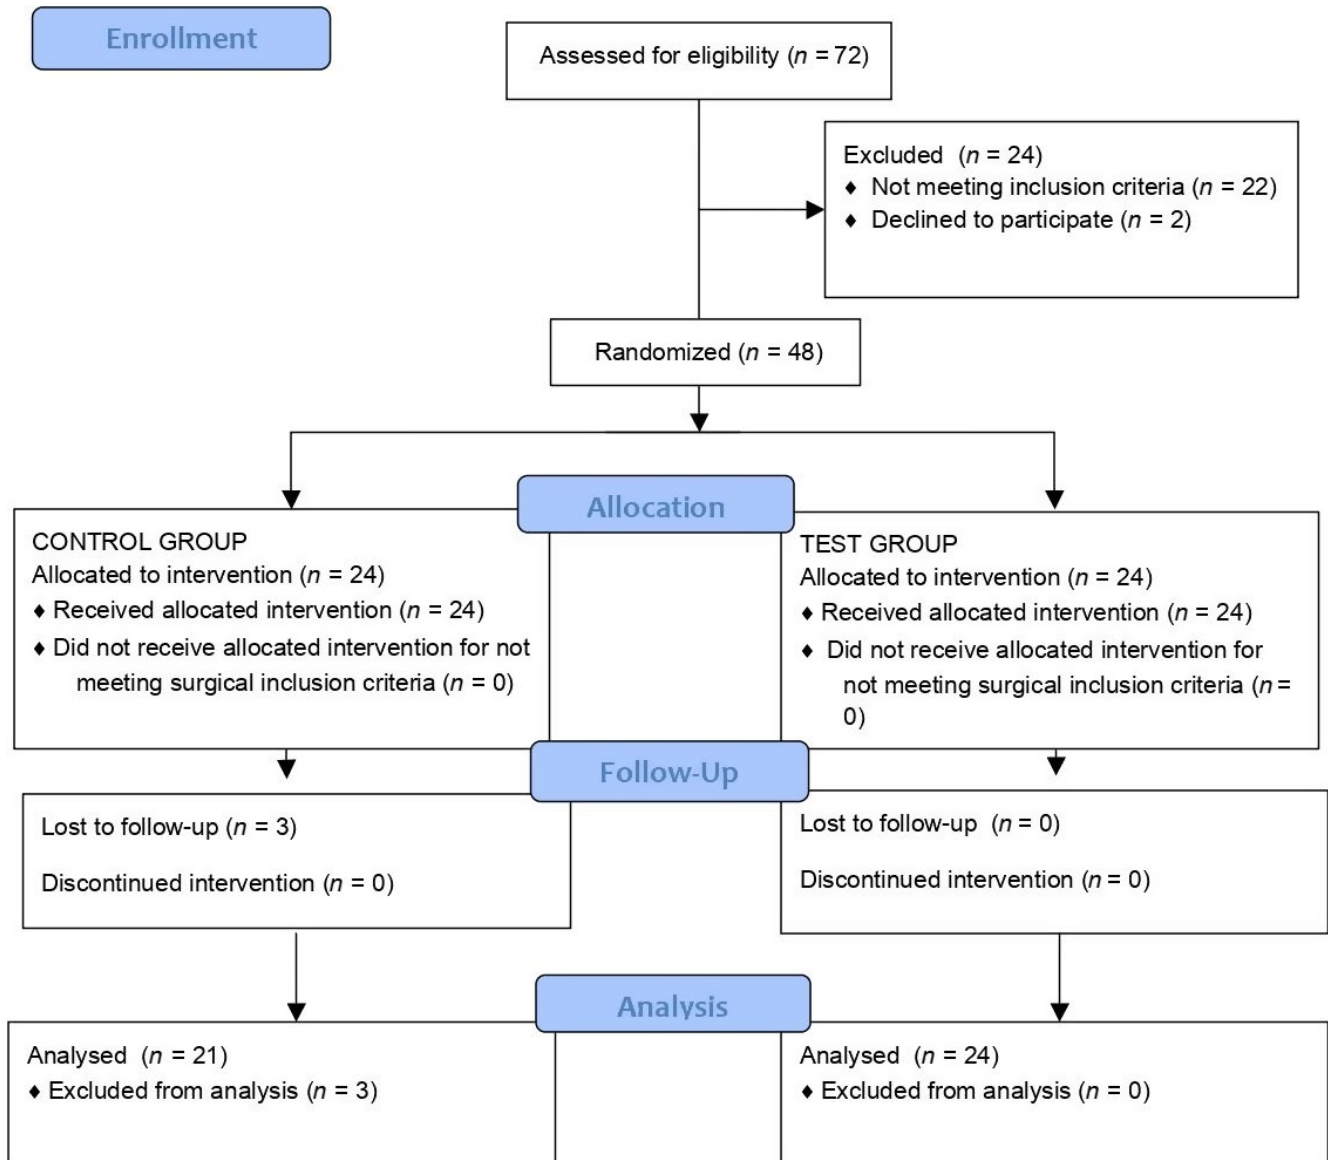 Enrollment
Assessed for eligibility (n = 72)
Excluded (n = 24)
♦ Not meeting inclusion criteria (n = 22)
♦ Declined to participate (n = 2)
Randomized (n = 48)
Allocation
CONTROL GROUP
Allocated to intervention (n = 24)
♦ Received allocated intervention (n = 24)
♦ Did not receive allocated intervention for not
meeting surgical inclusion criteria (n = 0)
TEST GROUP
Allocated to intervention (n = 24)
♦ Received allocated intervention (n = 24)
♦ Did not receive allocated intervention for
not meeting surgical inclusion criteria (n =
0)
Follow-Up
Lost to follow-up (n = 3)
Discontinued intervention (n = 0)
Lost to follow-up (n = 0)
Discontinued intervention (n = 0)
Analysis
Analysed (n = 21)
♦ Excluded from analysis (n = 3)
Analysed (n = 24)
♦ Excluded from analysis (n = 0)